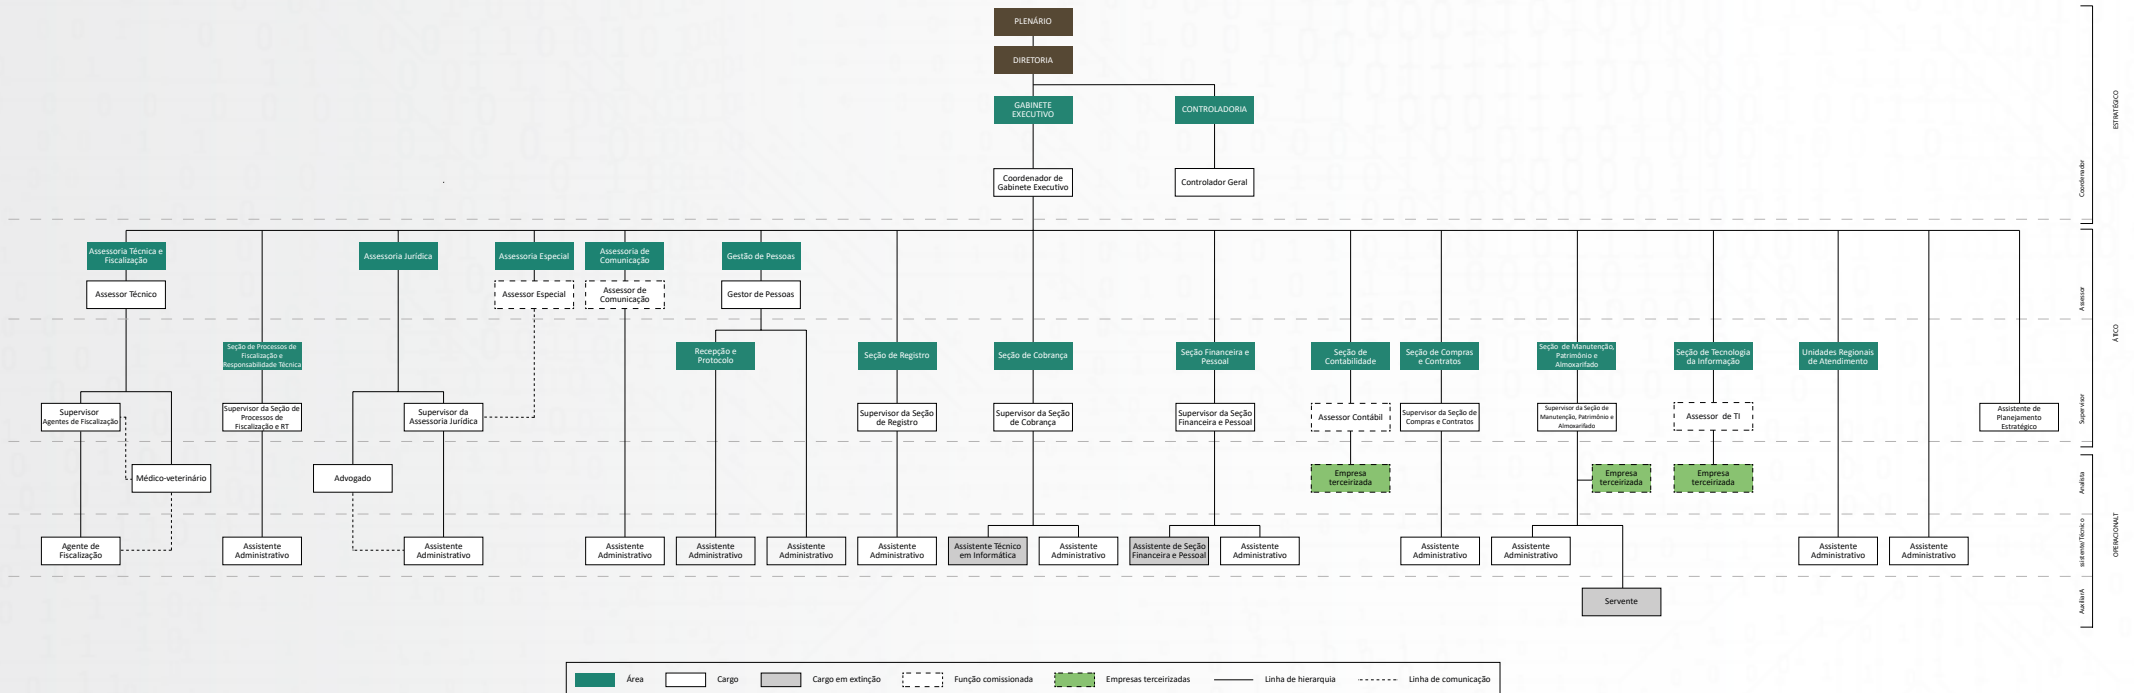 PLENÁRIO
DIRETORIA
GABINETE
EXECUTIVO
CONTROLADORIA
Coordenador de
Gabinete Executivo
Controlador Geral
ESTRATÉGICO
Coordenador
Assessoria Técnica e
Fiscalização
Assessoria Jurídica
Assessoria Especial
Assessoria de
Comunicação
Gestão de Pessoas
Assessor Técnico
Assessor Especial
Assessor de
Comunicação
Gestor de Pessoas
Assessor
ÁTICO
Seção de Processos de
Fiscalização e
Responsabilidade Técnica
Recepção e
Protocolo
Seção de Registro
Seção de Cobrança
Seção Financeira e
Pessoal
Seção de
Contabilidade
Seção de Compras
e Contratos
Seção de Manutenção,
Patrimônio e
Almoxarifado
Seção de Tecnologia
da Informação
Unidades Regionais
de Atendimento
Supervisor
Agentes de Fiscalização
Supervisor da Seção de
Processos de
Fiscalização e RT
Supervisor da
Assessoria Jurídica
Supervisor da Seção
de Registro
Supervisor da Seção
de Cobrança
Supervisor da Seção
Financeira e Pessoal
Assessor Contábil
Supervisor da Seção de
Compras e Contratos
Supervisor da Seção de
Manutenção, Patrimônio e
Almoxarifado
Assessor de TI
Assistente de
Planejamento
Estratégico
Supervisor
Médico-veterinário
Advogado
Empresa
terceirizada
Empresa
terceirizada
Empresa
terceirizada
Analista
Agente de
Fiscalização
Assistente
Administrativo
Assistente
Administrativo
Assistente
Administrativo
Assistente
Administrativo
Assistente
Administrativo
Assistente
Administrativo
Assistente Técnico
em Informática
Assistente
Administrativo
Assistente de Seção
Financeira e Pessoal
Assistente
Administrativo
Assistente
Administrativo
Assistente
Administrativo
Assistente
Administrativo
Assistente
Administrativo
ssistente/Técnico
OPERACIONALT
Servente
AuxiliarA
Área
Cargo
Cargo em extinção
Função comissionada
Empresas terceirizadas
Linha de hierarquia
Linha de comunicação